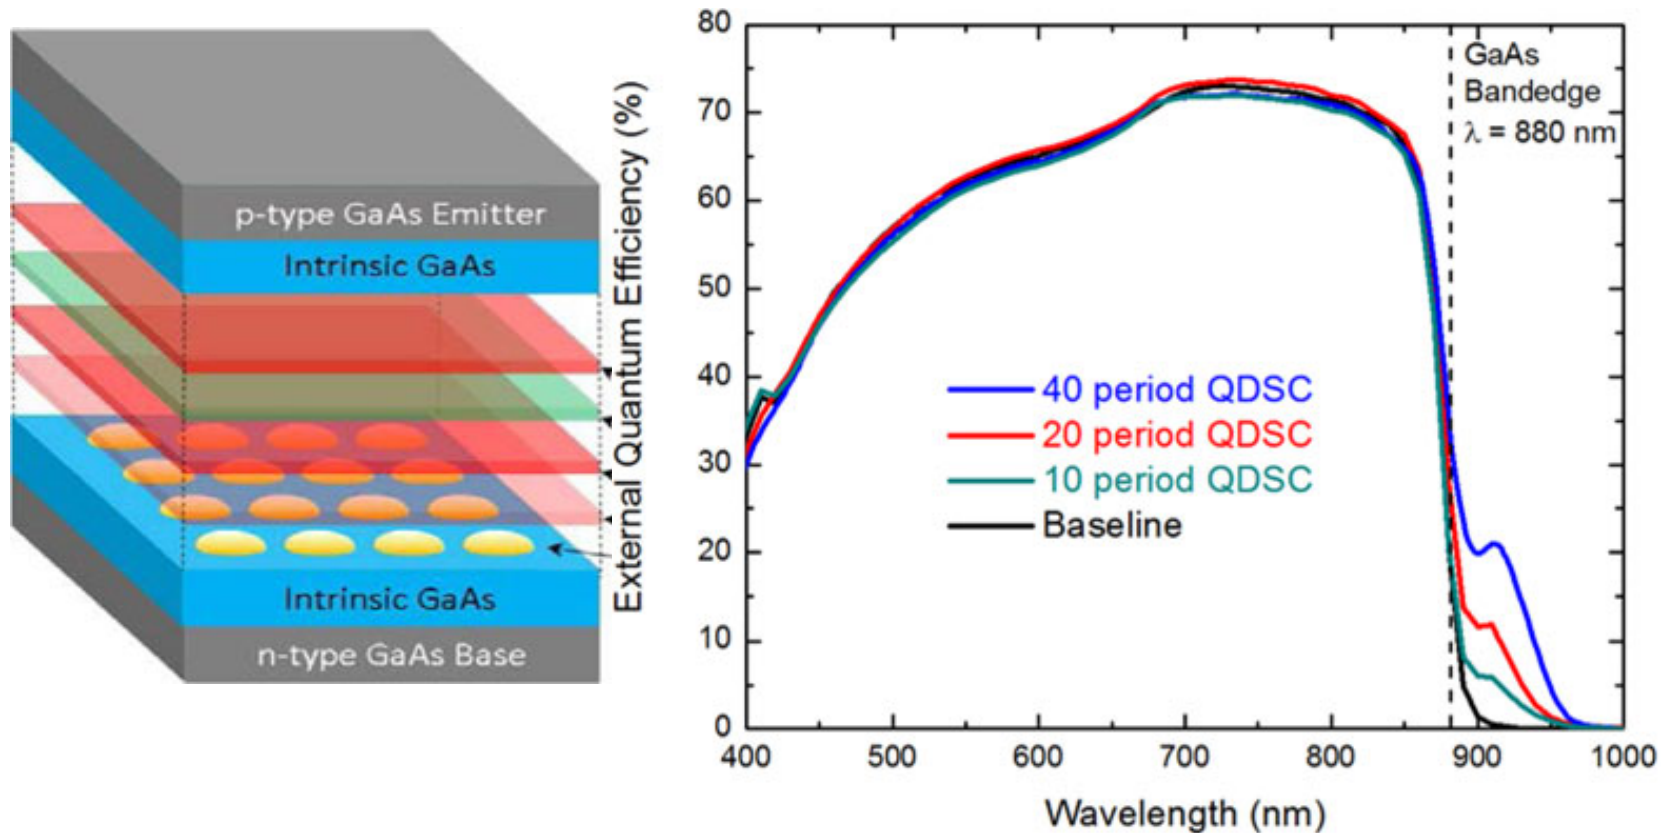 p-type GaAs Emitter
Intrinsic GaAs
Intrinsic GaAs
n-type GaAs Base
External Quantum Efficiency (%)
80
70
60
50
40
30
20
10
0
GaAs
Bandedge
λ = 880 nm
40 period QDSC
20 period QDSC
10 period QDSC
Baseline
400 500 600 700 800 900 1000
Wavelength (nm)